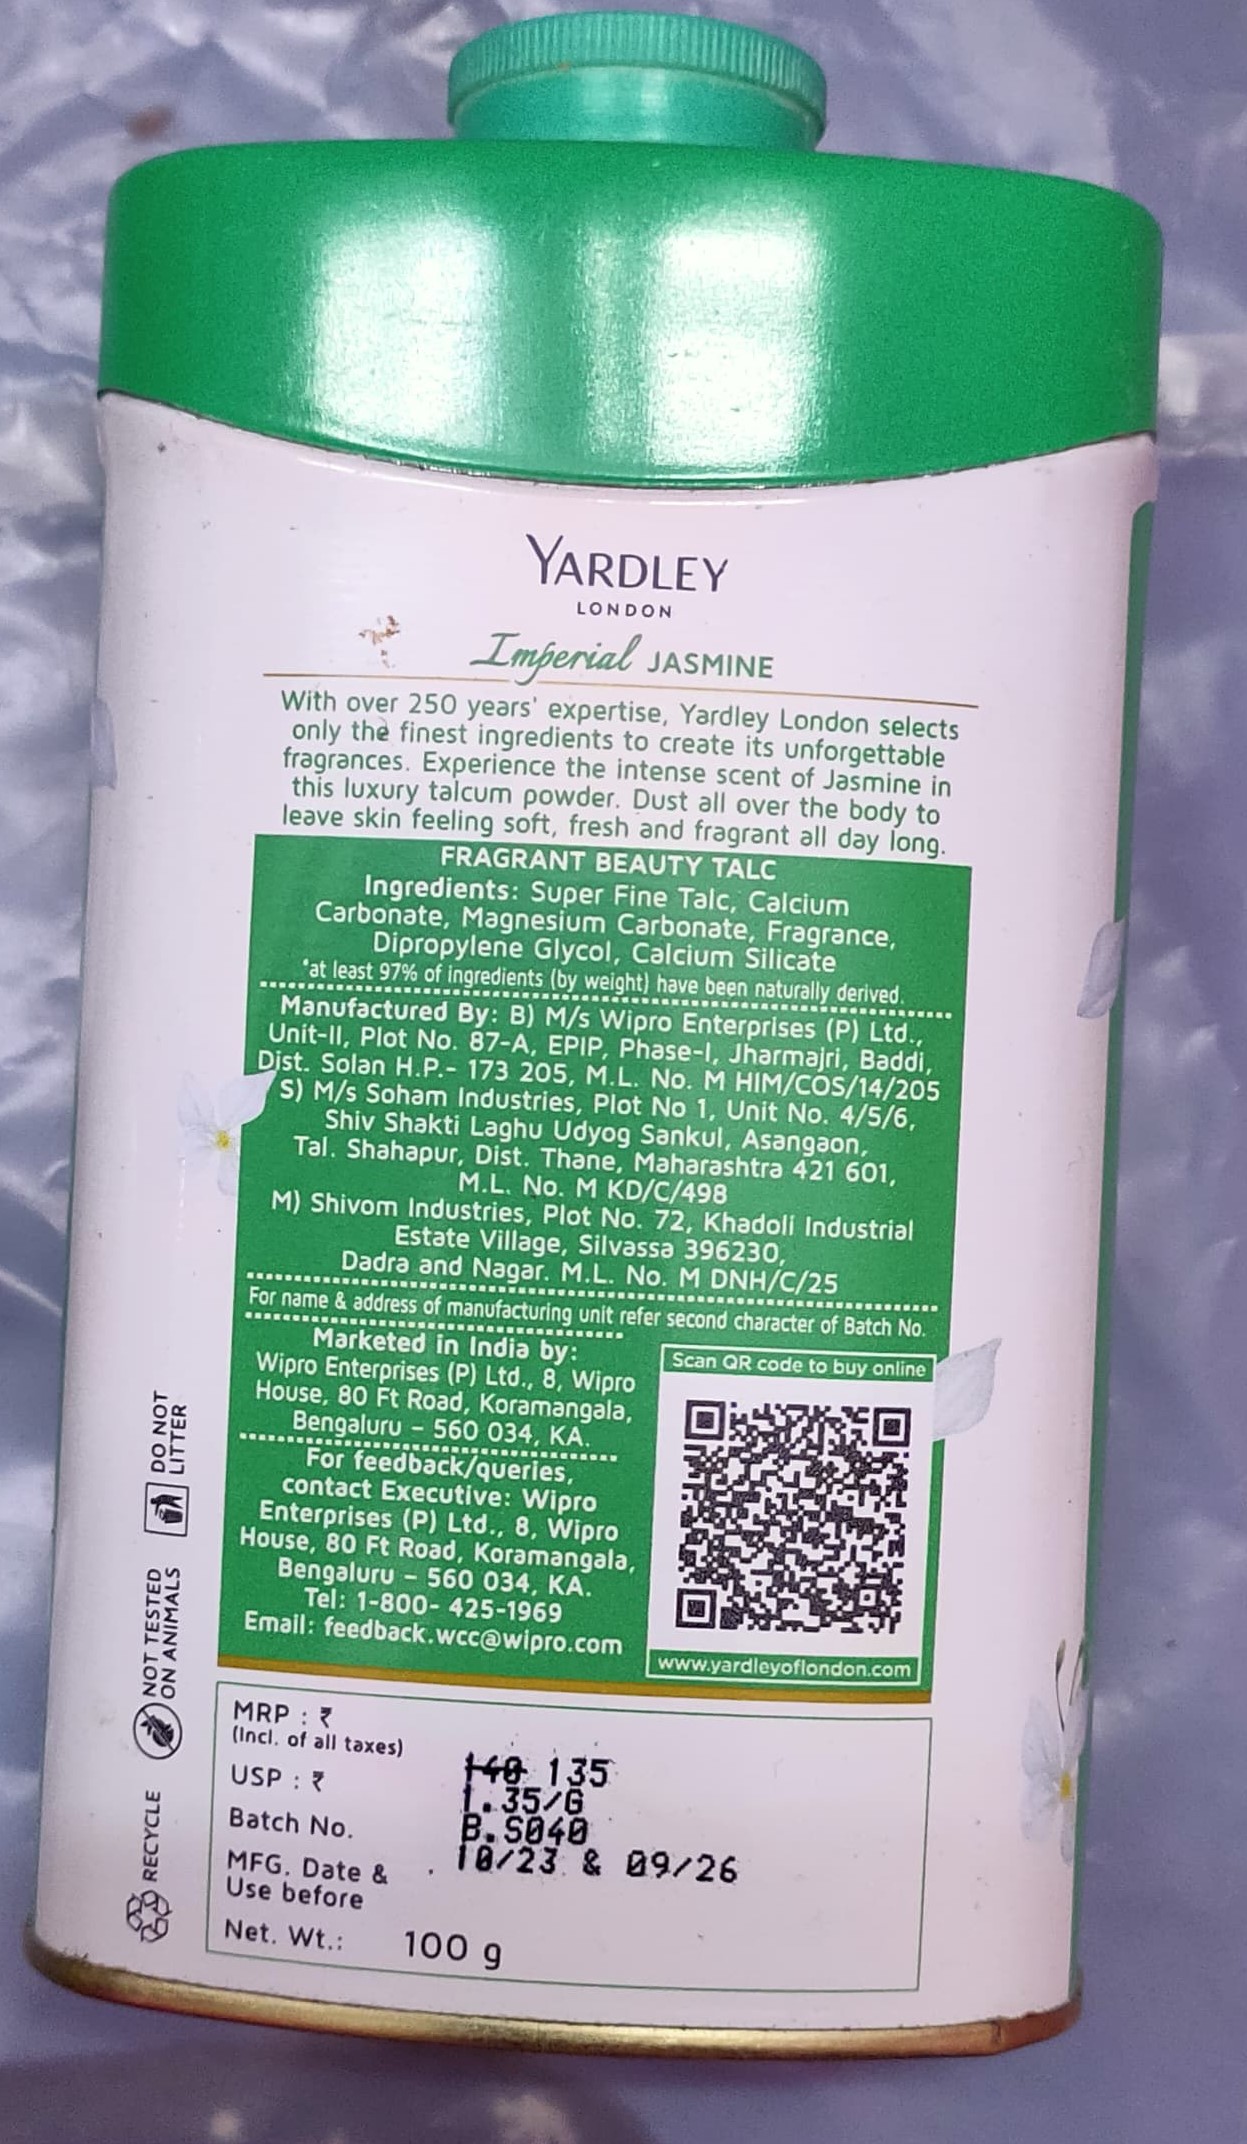 YARDLEY
LONDON
Imperial JASMINE
With over 250 years' expertise, Yardley London selects
only the finest ingredients to create its unforgettable
fragrances. Experience the intense scent of Jasmine in
this luxury talcum powder. Dust all over the body to
leave skin feeling soft, fresh and fragrant all day long.
FRAGRANT BEAUTY TALC
Ingredients: Super Fine Talc, Calcium
Carbonate, Magnesium Carbonate, Fragrance,
Dipropylene Glycol, Calcium Silicate
*at least 97% of ingredients (by weight) have been naturally derived.
Manufactured By: B) M/s Wipro Enterprises (P) Ltd.,
Unit-II, Plot No. 87-A, EPIP, Phase-I, Jharmajri, Baddi,
Dist. Solan H.P.- 173 205, M.L. No. M HIM/COS/14/205
S) M/s Soham Industries, Plot No 1, Unit No. 4/5/6,
Shiv Shakti Laghu Udyog Sankul, Asangaon,
Tal. Shahapur, Dist. Thane, Maharashtra 421 601,
M.L. No. M KD/C/498
M) Shivom Industries, Plot No. 72, Khadoli Industrial
Estate Village, Silvassa 396230,
Dadra and Nagar. M.L. No. M DNH/C/25
For name & address of manufacturing unit refer second character of Batch No.
Marketed in India by:
Wipro Enterprises (P) Ltd., 8, Wipro
House, 80 Ft Road, Koramangala,
Bengaluru – 560 034, KA.
For feedback/queries,
contact Executive: Wipro
Enterprises (P) Ltd., 8, Wipro
House, 80 Ft Road, Koramangala,
Bengaluru – 560 034, KA.
Tel: 1-800- 425-1969
Email: feedback.wcc@wipro.com
Scan QR code to buy online
www.yardleyoflondon.com
DO NOT
LITTER
NOT TESTED
ON ANIMALS
RECYCLE
MRP : ₹
(Incl. of all taxes)
140 135
USP : ₹ 1.35/G
Batch No. B.S040
MFG. Date & 10/23 & 09/26
Use before
Net. Wt.: 100 g